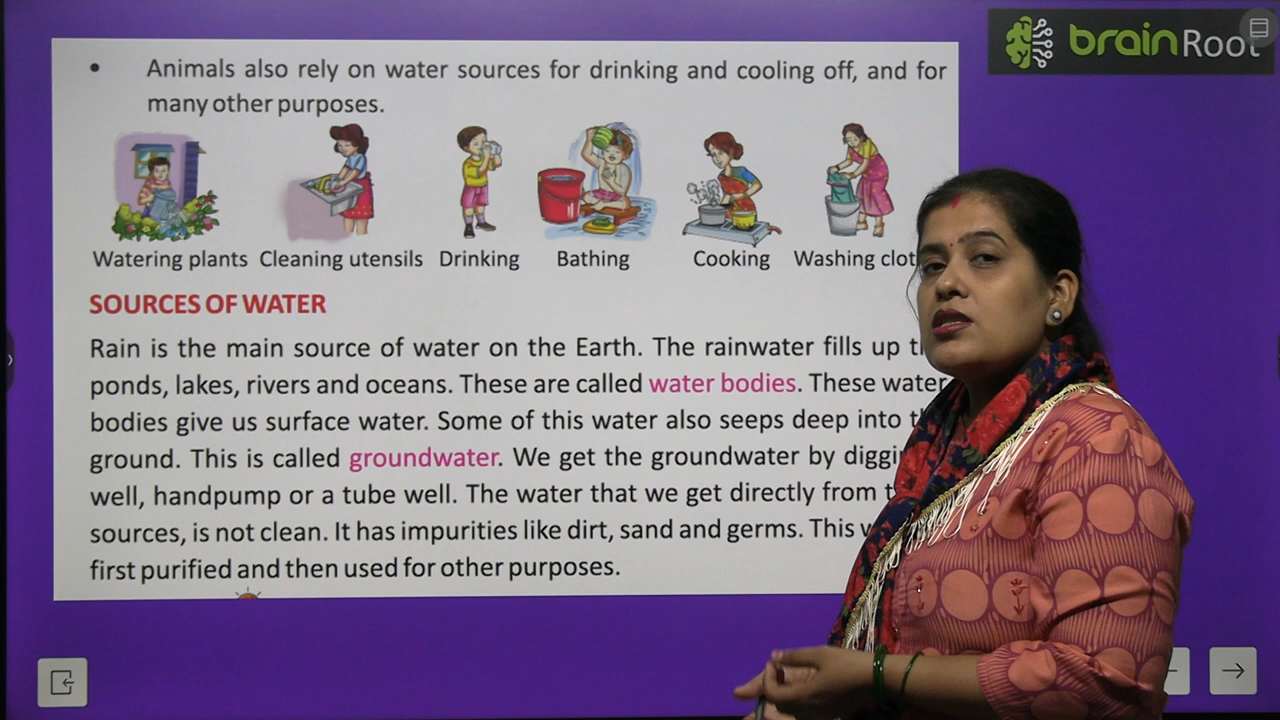 brainRoot
• Animals also rely on water sources for drinking and cooling off, and for
many other purposes.
Watering plants Cleaning utensils Drinking Bathing Cooking Washing
SOURCES OF WATER
Rain is the main source of water on the Earth. The rainwater fills up
ponds, lakes, rivers and oceans. These are called water bodies. These water
bodies give us surface water. Some of this water also seeps deep into
ground. This is called groundwater. We get the groundwater by
well, handpump or a tube well. The water that we get directly from
sources, is not clean. It has impurities like dirt, sand and germs. This
first purified and then used for other purposes.